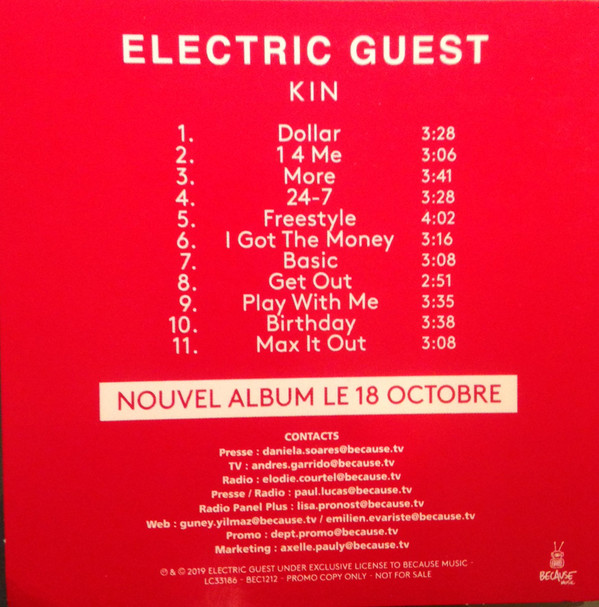 ELECTRIC GUEST
KIN
1. Dollar 3:28
2. 1 4 Me 3:06
3. More 3:41
4. 24-7 3:28
5. Freestyle 4:02
6. I Got The Money 3:16
7. Basic 3:08
8. Get Out 2:51
9. Play With Me 3:35
10. Birthday 3:38
11. Max It Out 3:08
NOUVEL ALBUM LE 18 OCTOBRE
CONTACTS
Presse : daniela.soares@because.tv
TV : andres.garrido@because.tv
Radio : elodie.courtel@because.tv
Presse / Radio : paul.lucas@because.tv
Radio Panel Plus : lisa.pronost@because.tv
Web : guney.yilmaz@because.tv / emilien.evariste@because.tv
Promo : dept.promo@because.tv
Marketing : axelle.pauly@because.tv
℗ & © 2019 ELECTRIC GUEST UNDER EXCLUSIVE LICENSE TO BECAUSE MUSIC -
LC33186 - BEC1212 - PROMO COPY ONLY - NOT FOR SALE
BECAUSE
MUSIC